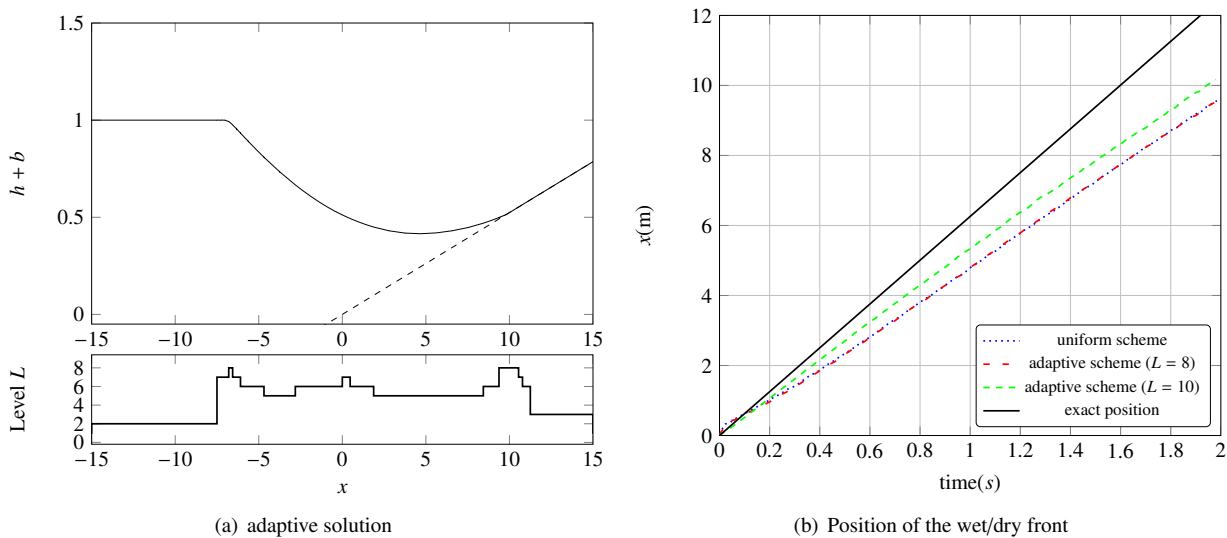 1.5
1
0.5
0
h + b
−15 −10 −5 0 5 10 15
8
6
4
2
0
Level L
−15 −10 −5 0 5 10 15
x
(a) adaptive solution
12
10
8
6
4
2
0
x(m)
uniform scheme
adaptive scheme (L = 8)
adaptive scheme (L = 10)
exact position
0 0.2 0.4 0.6 0.8 1 1.2 1.4 1.6 1.8 2
time(s)
(b) Position of the wet/dry front